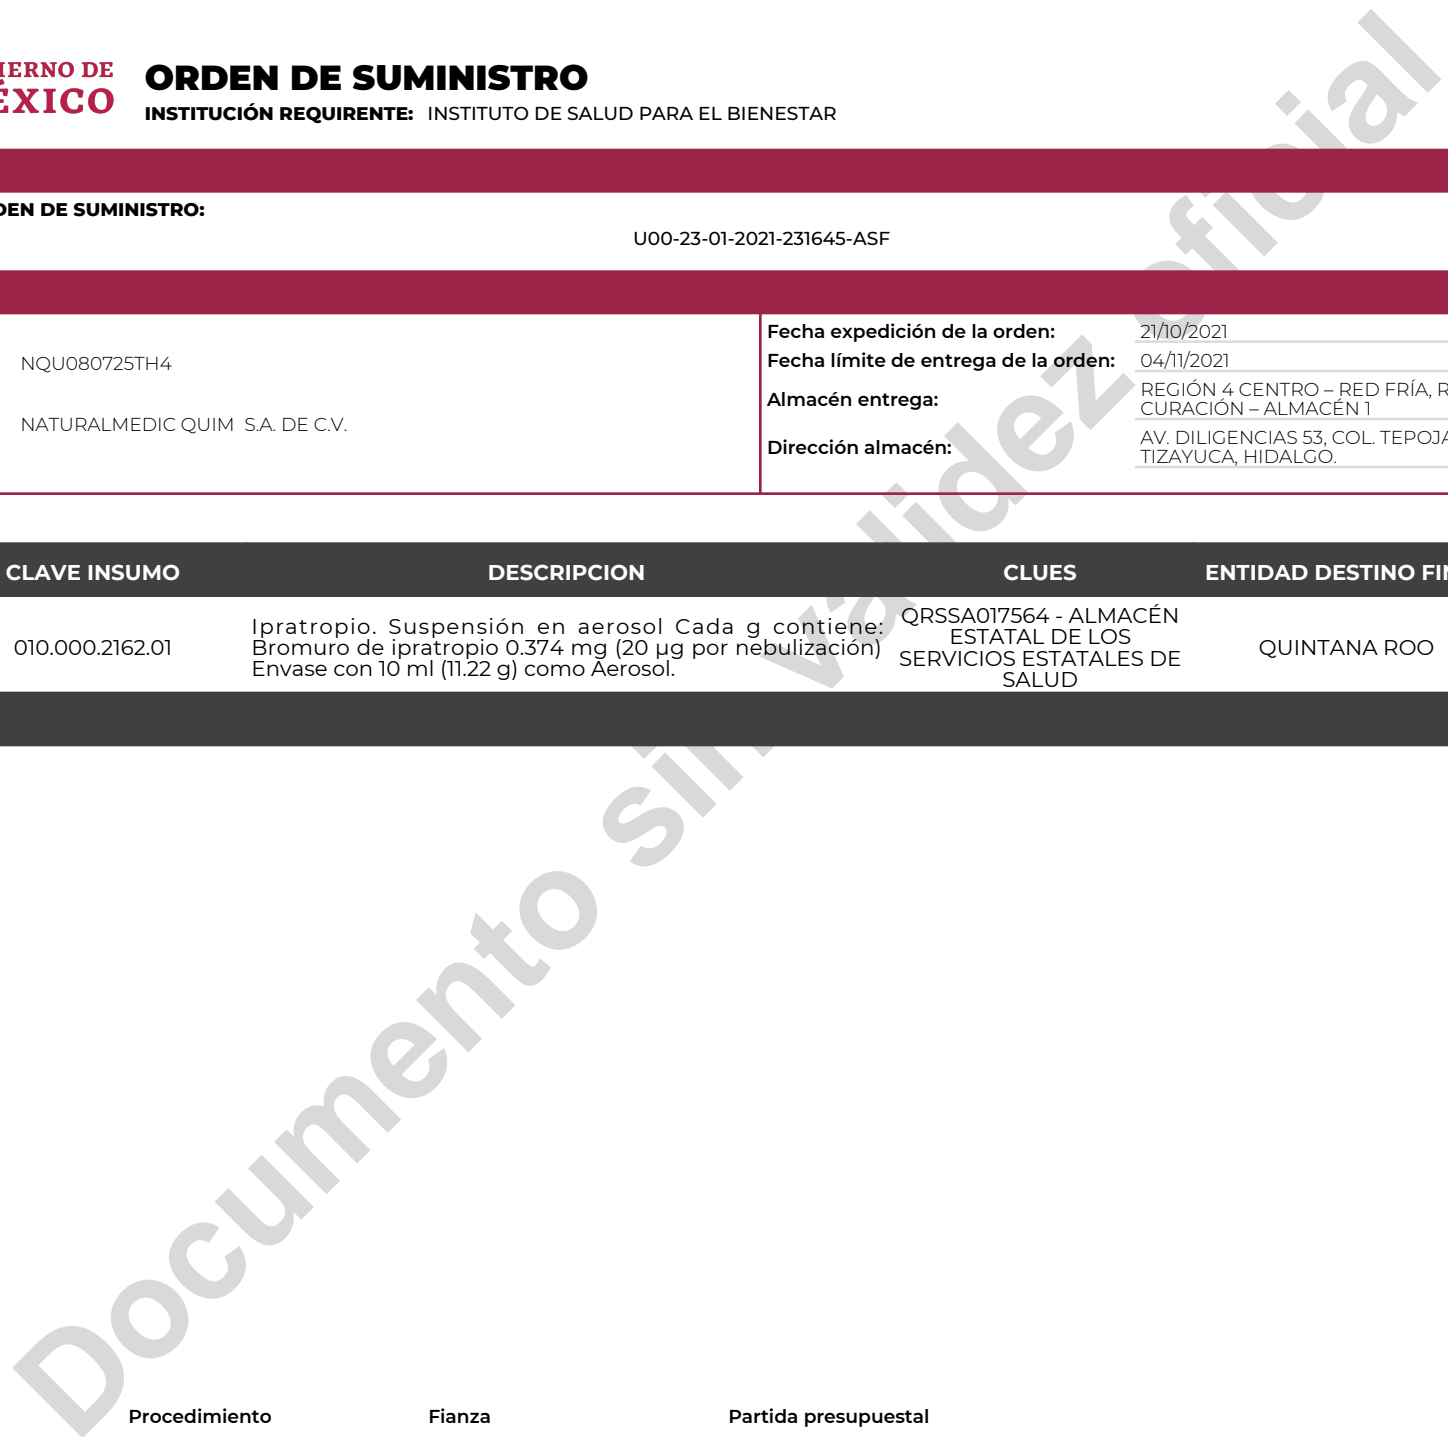 IERNO DE
ÉXICO
ORDEN DE SUMINISTRO
INSTITUCIÓN REQUIRENTE: INSTITUTO DE SALUD PARA EL BIENESTAR
DEN DE SUMINISTRO:
U00-23-01-2021-231645-ASF
NQU080725TH4
NATURALMEDIC QUIM S.A. DE C.V.
Fecha expedición de la orden: 21/10/2021
Fecha límite de entrega de la orden: 04/11/2021
Almacén entrega: REGIÓN 4 CENTRO – RED FRÍA, R
CURACIÓN – ALMACÉN 1
Dirección almacén: AV. DILIGENCIAS 53, COL. TEPOJA
TIZAYUCA, HIDALGO.
CLAVE INSUMO DESCRIPCION CLUES ENTIDAD DESTINO FIN
010.000.2162.01
Ipratropio. Suspensión en aerosol Cada g contiene:
Bromuro de ipratropio 0.374 mg (20 µg por nebulización)
Envase con 10 ml (11.22 g) como Aerosol.
QRSSA017564 - ALMACÉN
ESTATAL DE LOS
SERVICIOS ESTATALES DE
SALUD
QUINTANA ROO
Documento sin validez oficial
Procedimiento Fianza Partida presupuestal